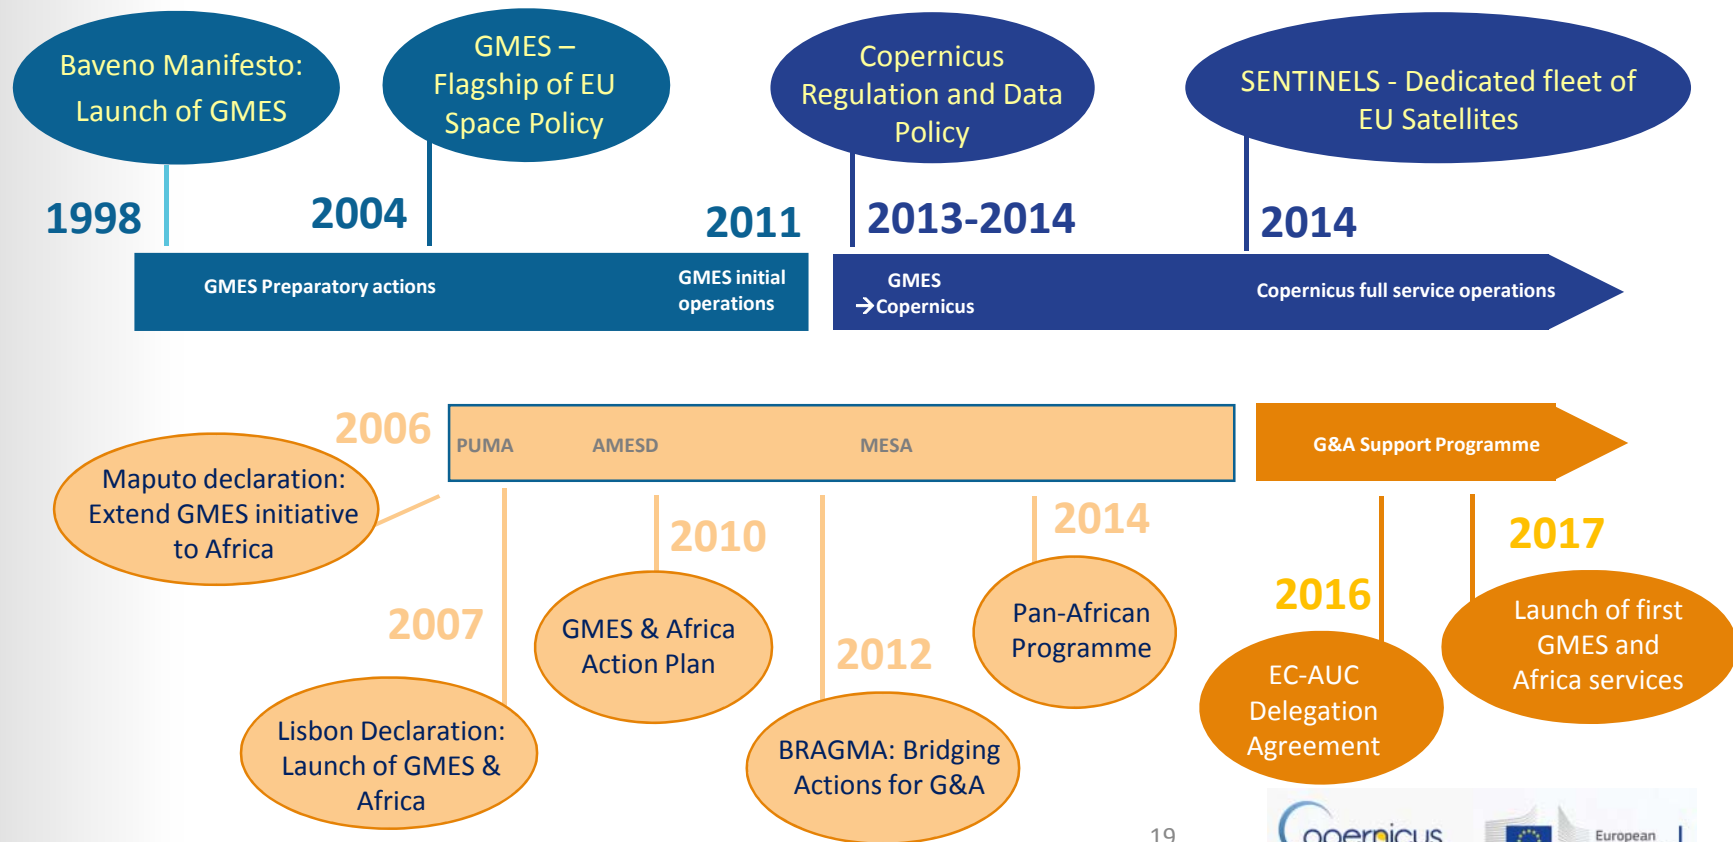 Baveno Manifesto:
Launch of GMES
GMES –
Flagship of EU
Space Policy
Copernicus
Regulation and Data
Policy
SENTINELS - Dedicated fleet of
EU Satellites
1998
2004
2011
2013-2014
2014
GMES Preparatory actions
GMES initial
operations
GMES
→Copernicus
Copernicus full service operations
2006
PUMA
AMESD
MESA
G&A Support Programme
Maputo declaration:
Extend GMES initiative
to Africa
2007
2010
2012
2014
2016
2017
Lisbon Declaration:
Launch of GMES &
Africa
GMES & Africa
Action Plan
BRAGMA: Bridging
Actions for G&A
Pan-African
Programme
EC-AUC
Delegation
Agreement
Launch of first
GMES and
Africa services
19
Copernicus
European